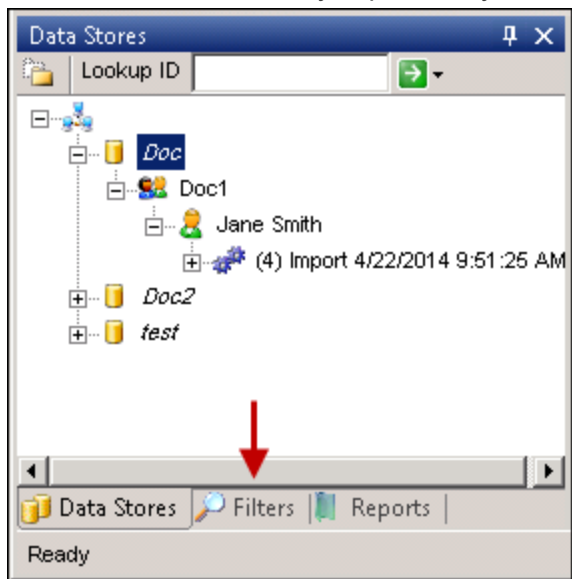 Data Stores
Lookup ID
Doc
Doc1
Jane Smith
(4) Import 4/22/2014 9:51:25 AM
Doc2
test
Data Stores Filters Reports
Ready